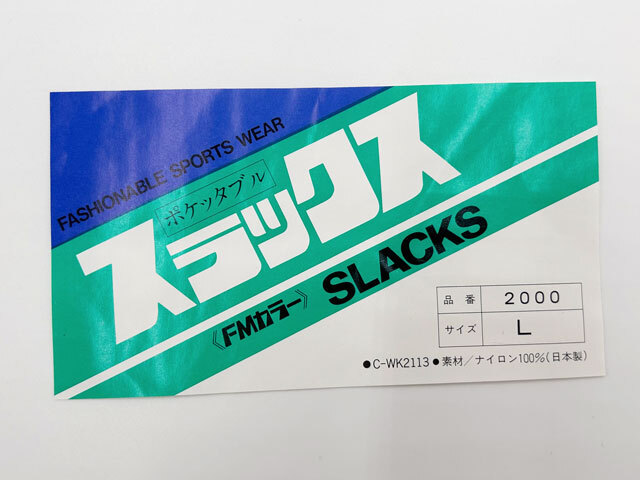 FASHIONABLE SPORTS WEAR
ポケッタブル
スラックス
《FMカラー》 SLACKS
品番 2000
サイズ L
●C-WK2113 ●素材/ナイロン100%(日本製)